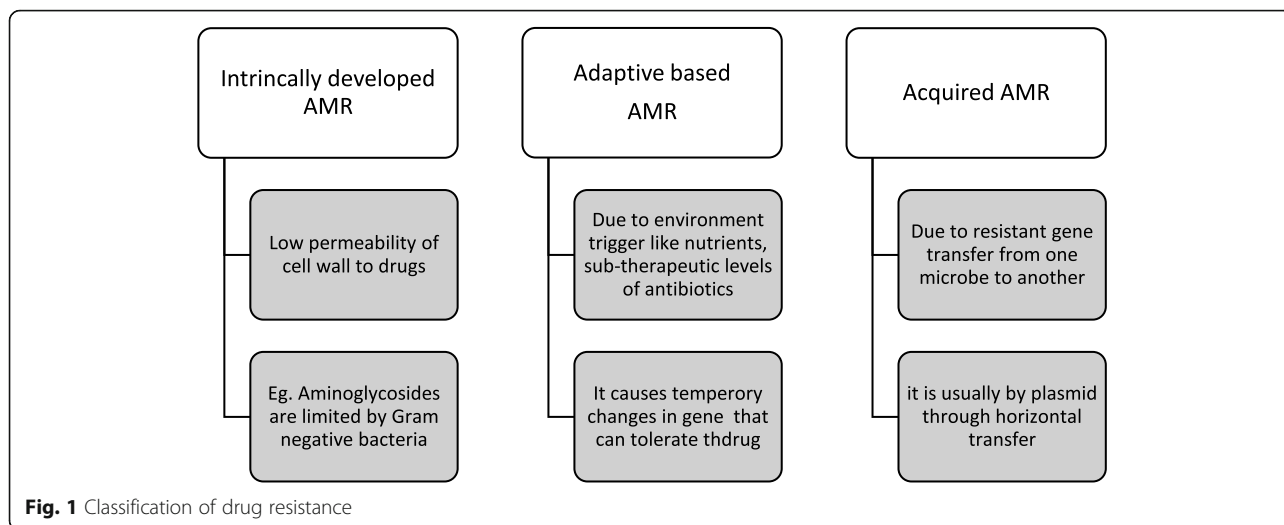 Intrincally developed
AMR
Low permeability of
cell wall to drugs
Eg. Aminoglycosides
are limited by Gram
negative bacteria
Adaptive based
AMR
Due to environment
trigger like nutrients,
sub-therapeutic levels
of antibiotics
It causes temperory
changes in gene that
can tolerate thdrug
Acquired AMR
Due to resistant gene
transfer from one
microbe to another
it is usually by plasmid
through horizontal
transfer
Fig. 1 Classification of drug resistance